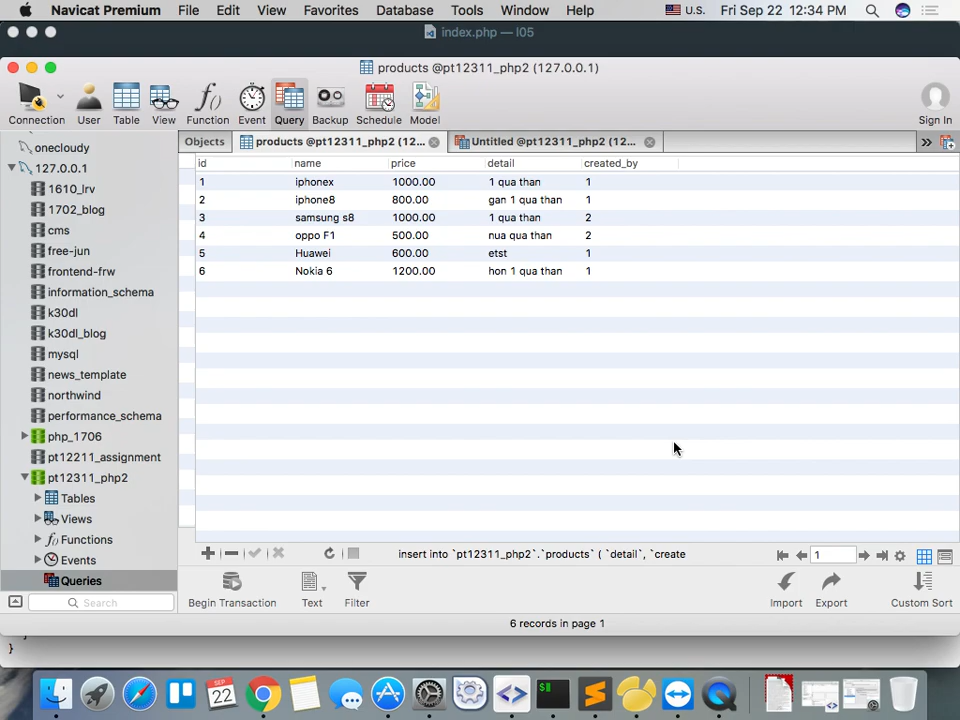 Navicat Premium File Edit View Favorites Database Tools Window Help U.S. Fri Sep 22 12:34 PM
index.php — l05
products @pt12311_php2 (127.0.0.1)
Connection User Table View Function Event Query Backup Schedule Model Sign In
Objects products @pt12311_php2 (12... Untitled @pt12311_php2 (12... »
onecloudy
127.0.0.1
1610_lrv
1702_blog
cms
free-jun
frontend-frw
information_schema
k30dl
k30dl_blog
mysql
news_template
northwind
performance_schema
php_1706
pt12211_assignment
pt12311_php2
Tables
Views
Functions
Events
Queries
Search
id name price detail created_by
1 iphonex 1000.00 1 qua than 1
2 iphone8 800.00 gan 1 qua than 1
3 samsung s8 1000.00 1 qua than 2
4 oppo F1 500.00 nua qua than 2
5 Huawei 600.00 etst 1
6 Nokia 6 1200.00 hon 1 qua than 1
insert into `pt12311_php2`.`products` ( `detail`, `create 1
Begin Transaction Text Filter Import Export Custom Sort
6 records in page 1
}
SEP
22